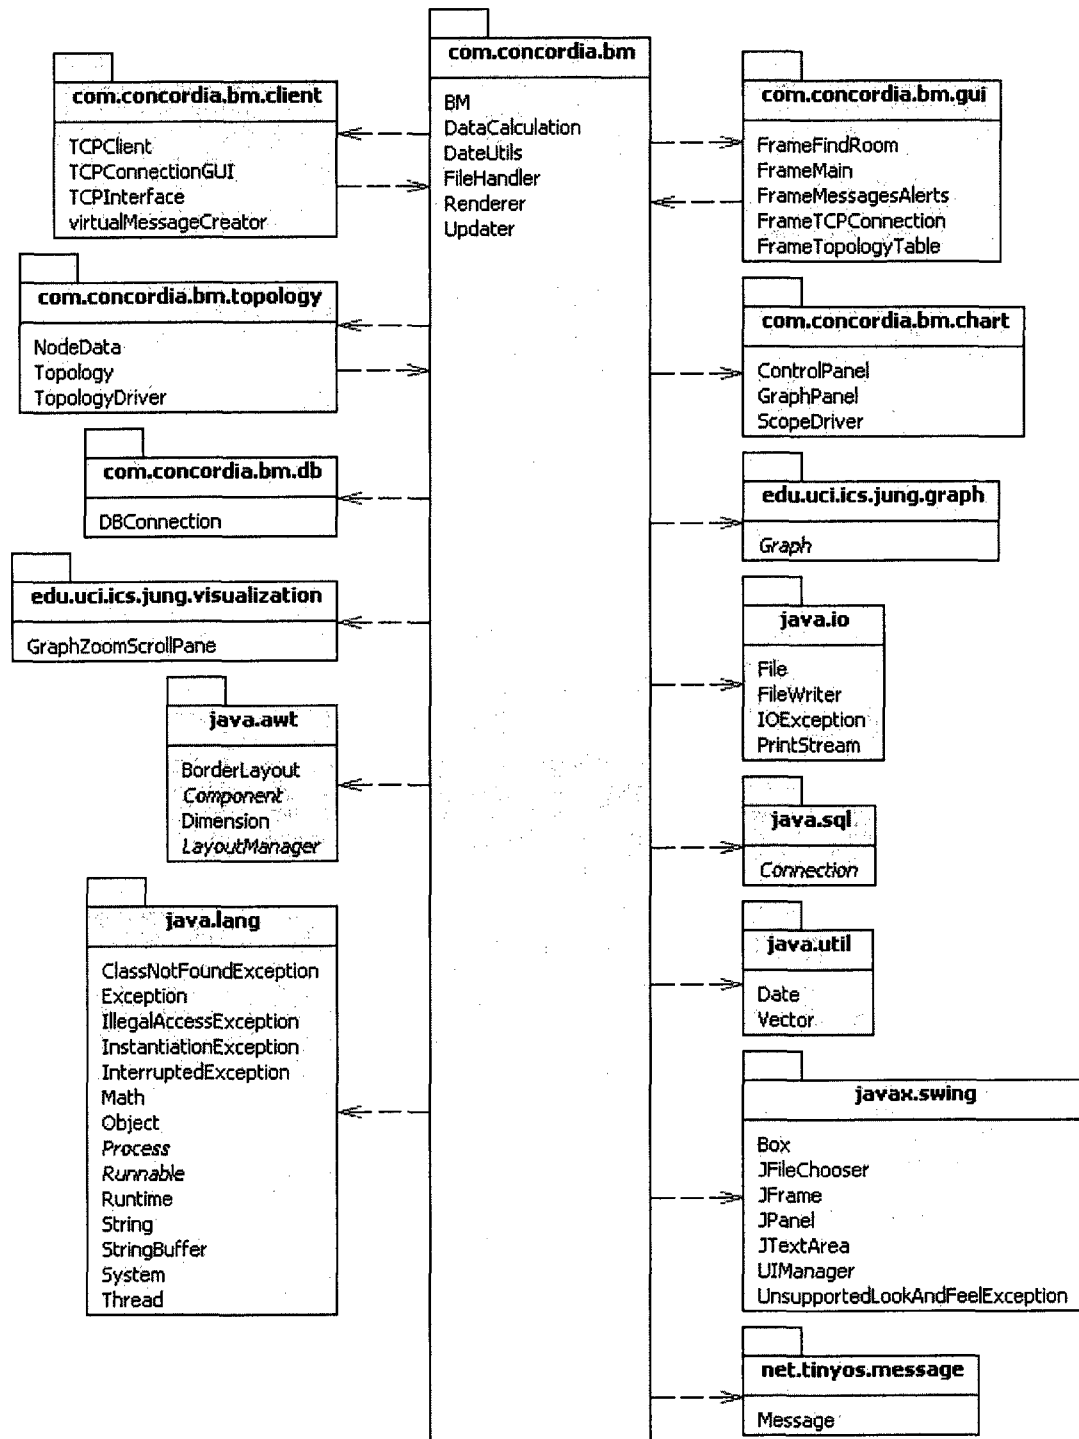 com.concordia.bm
BM
DataCalculation
DateUtils
FileHandler
Renderer
Updater
com.concordia.bm.client
TCPClient
TCPConnectionGUI
TCPInterface
virtualMessageCreator
com.concordia.bm.topology
NodeData
Topology
TopologyDriver
com.concordia.bm.db
DBConnection
edu.uci.ics.jung.visualization
GraphZoomScrollPane
java.awt
BorderLayout
Component
Dimension
LayoutManager
java.lang
ClassNotFoundException
Exception
IllegalAccessException
InstantiationException
InterruptedException
Math
Object
Process
Runnable
Runtime
String
StringBuffer
System
Thread
com.concordia.bm.gui
FrameFindRoom
FrameMain
FrameMessagesAlerts
FrameTCPConnection
FrameTopologyTable
com.concordia.bm.chart
ControlPanel
GraphPanel
ScopeDriver
edu.uci.ics.jung.graph
Graph
java.io
File
FileWriter
IOException
PrintStream
java.sql
Connection
java.util
Date
Vector
javax.swing
Box
JFileChooser
JFrame
JPanel
JTextArea
UIManager
UnsupportedLookAndFeelException
net.tinyos.message
Message